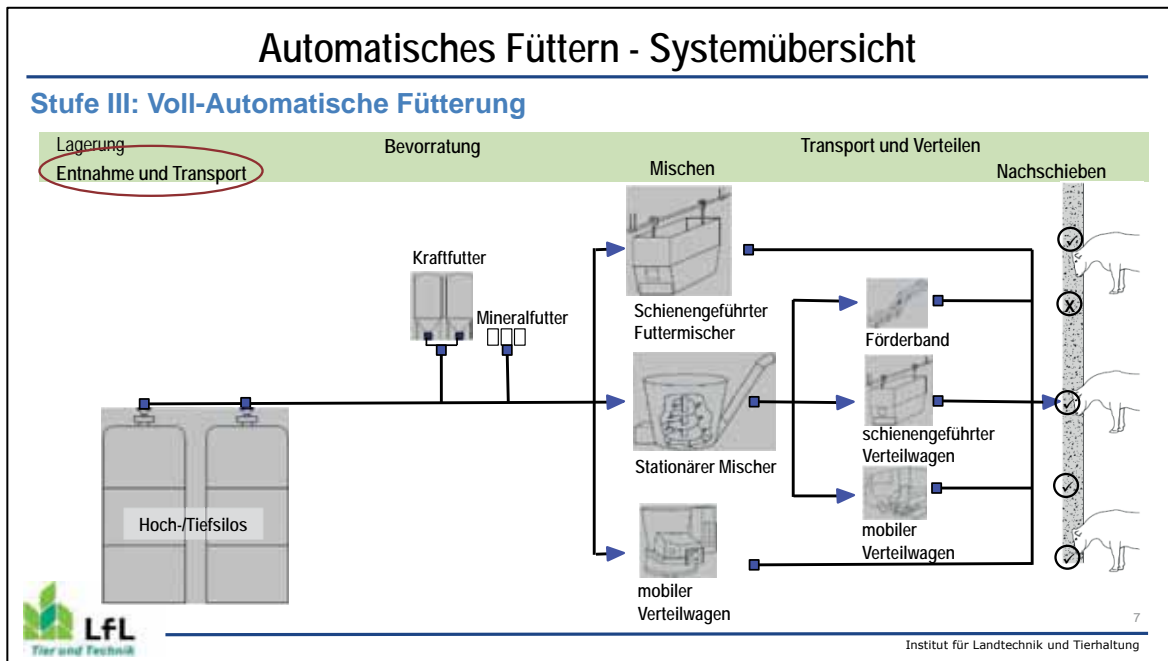 Automatisches Füttern - Systemübersicht
Stufe III: Voll-Automatische Fütterung
Lagerung
Entnahme und Transport
Bevorratung
Mischen
Transport und Verteilen
Nachschieben
Kraftfutter
Mineralfutter
Schienengeführter
Futtermischer
Förderband
Stationärer Mischer
schienengeführter
Verteilwagen
Hoch-/Tiefsilos
mobiler
Verteilwagen
mobiler
Verteilwagen
✓
x
✓
✓
✓
LfL
Tier und Technik
7
Institut für Landtechnik und Tierhaltung